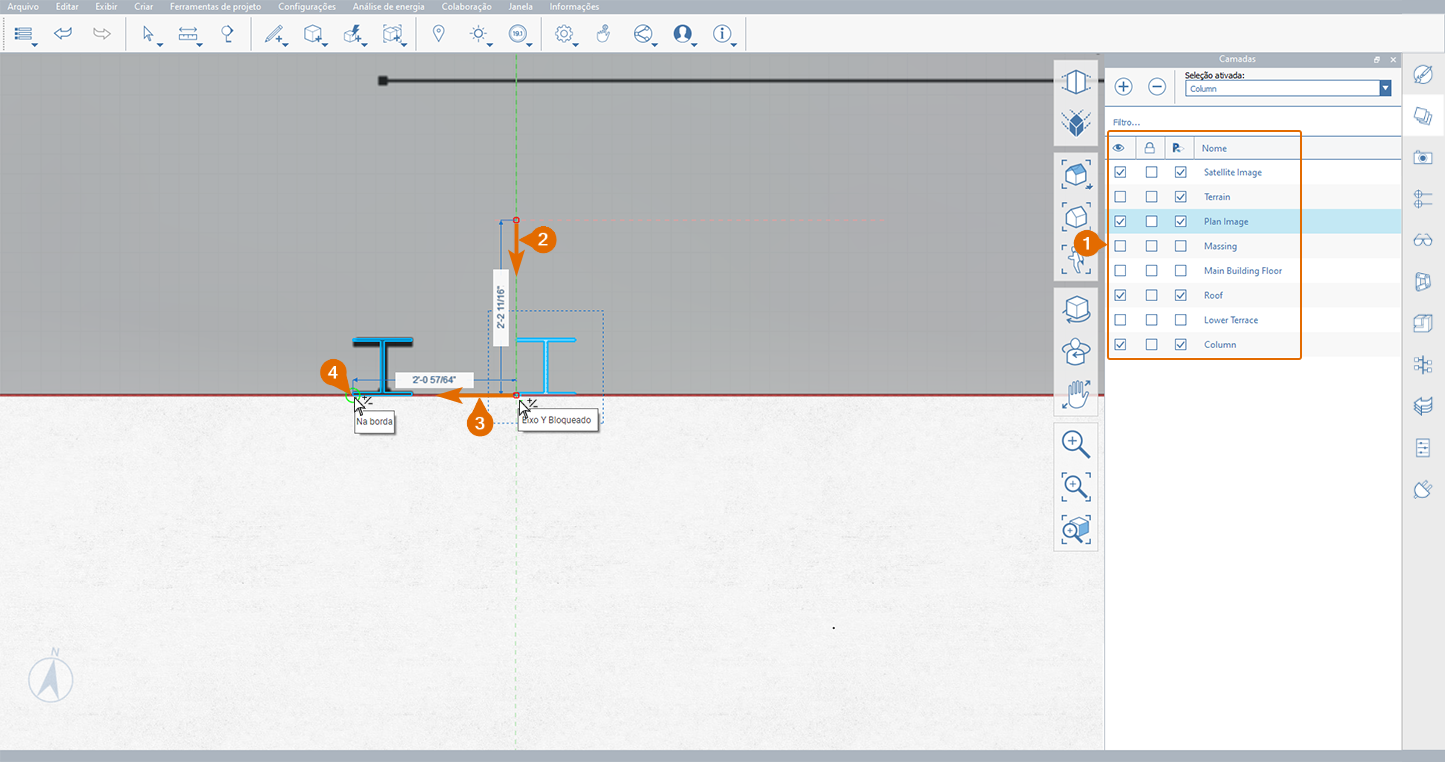 Arquivo Editar Exibir Criar Ferramentas de projeto Configurações Análise de energia Colaboração Janela Informações
19.1
Camadas
Seleção ativada:
Column
Filtro...
Nome
Satellite Image
Terrain
Plan Image
Massing
Main Building Floor
Roof
Lower Terrace
Column
1
2
2'-2 11/16"
4
2'-0 57/64"
3
Na borda
Eixo Y Bloqueado
N